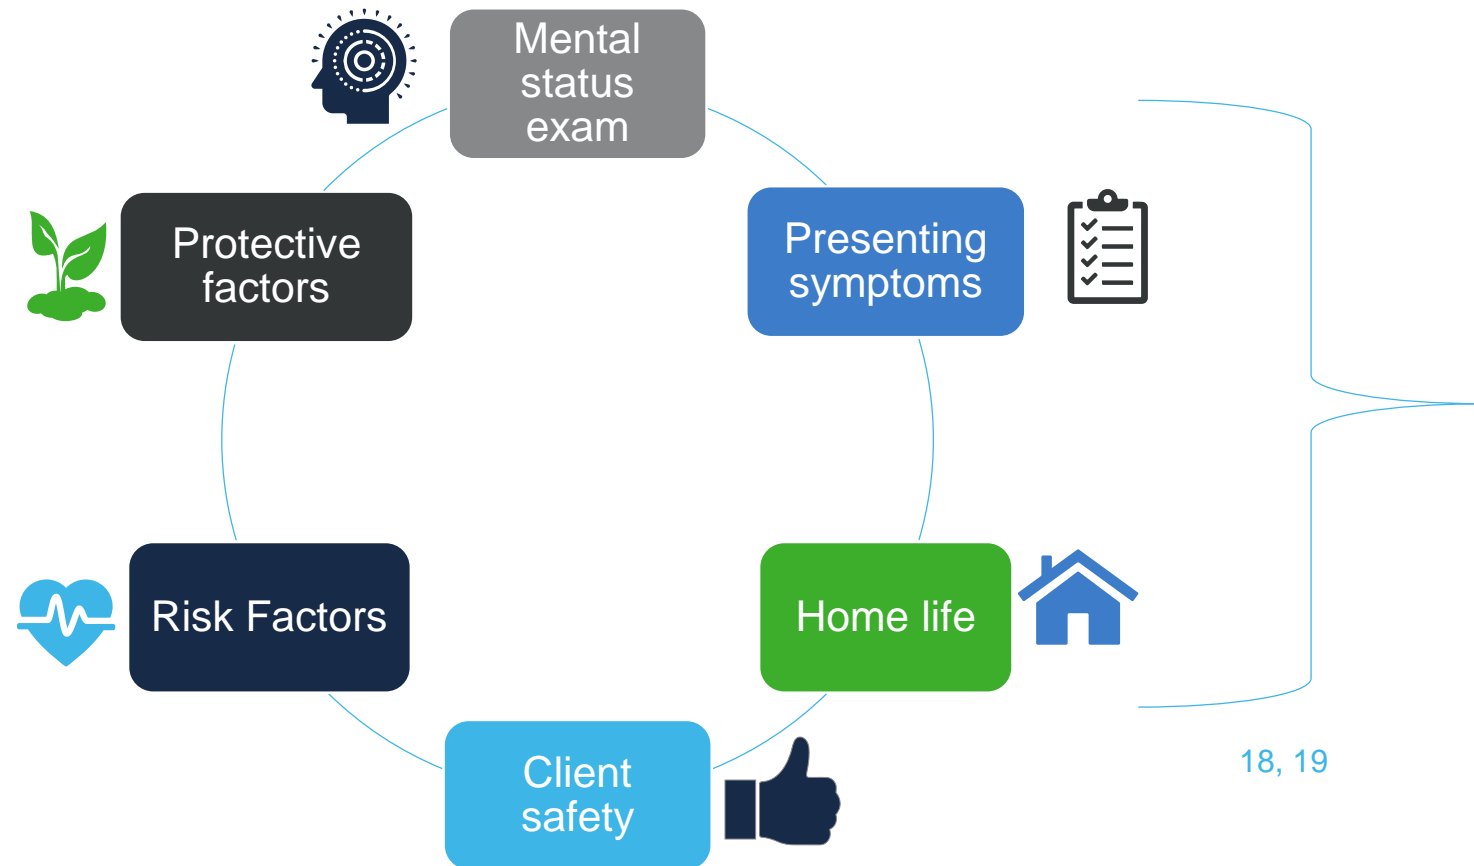 Mental
status
exam
Presenting
symptoms
Home life
Client
safety
Risk Factors
Protective
factors
18, 19